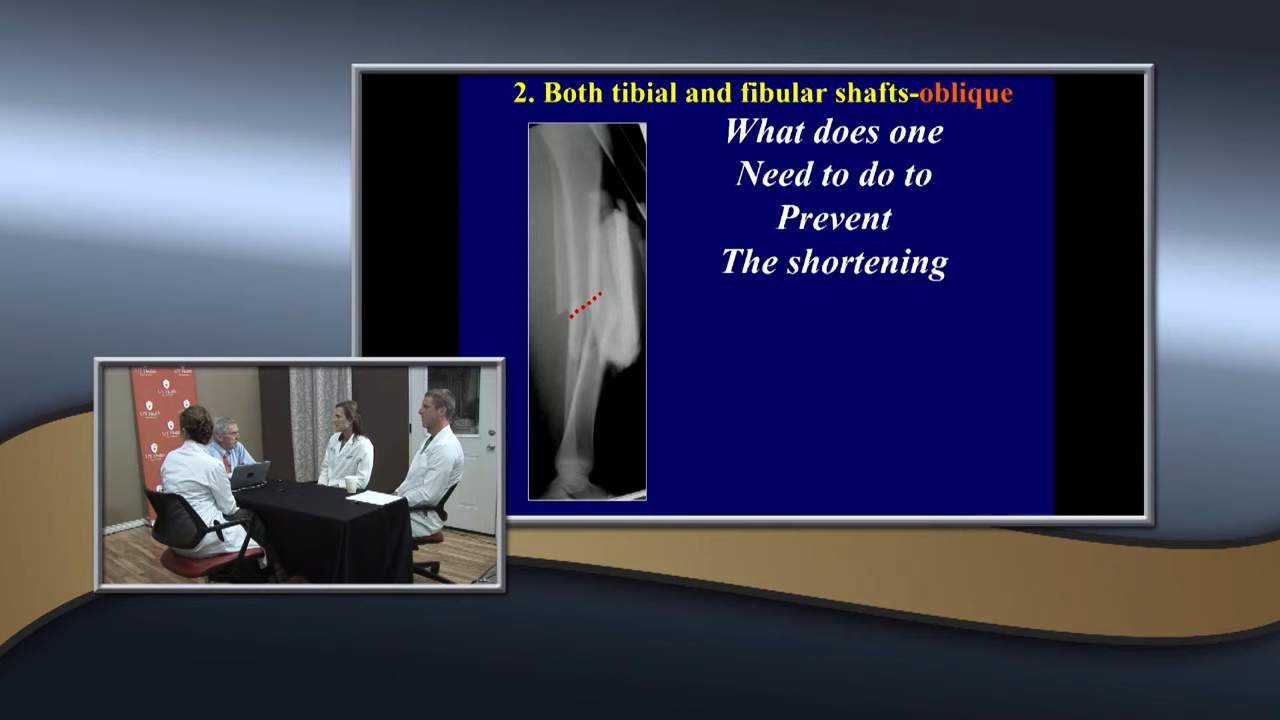 2. Both tibial and fibular shafts-oblique
What does one
Need to do to
Prevent
The shortening